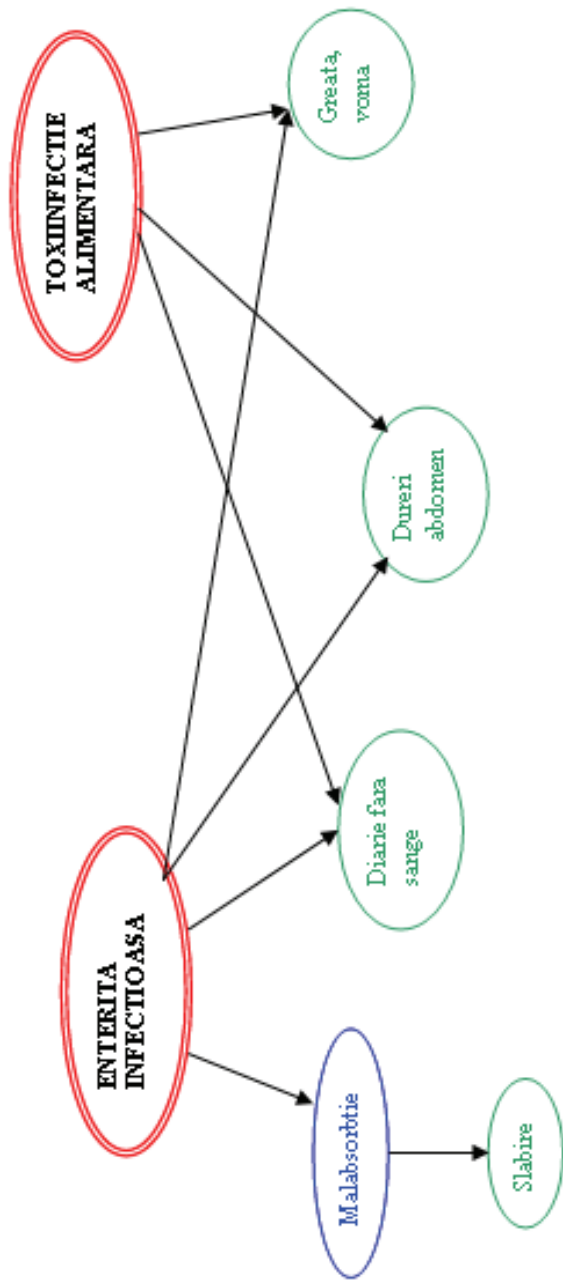 ENTERITA
INFECTIOASA
TOXIINFECTIE
ALIMENTARA
Malabsorbtie
Diarie fara
sange
Dureri
abdomen
Greata,
voma
Slabire